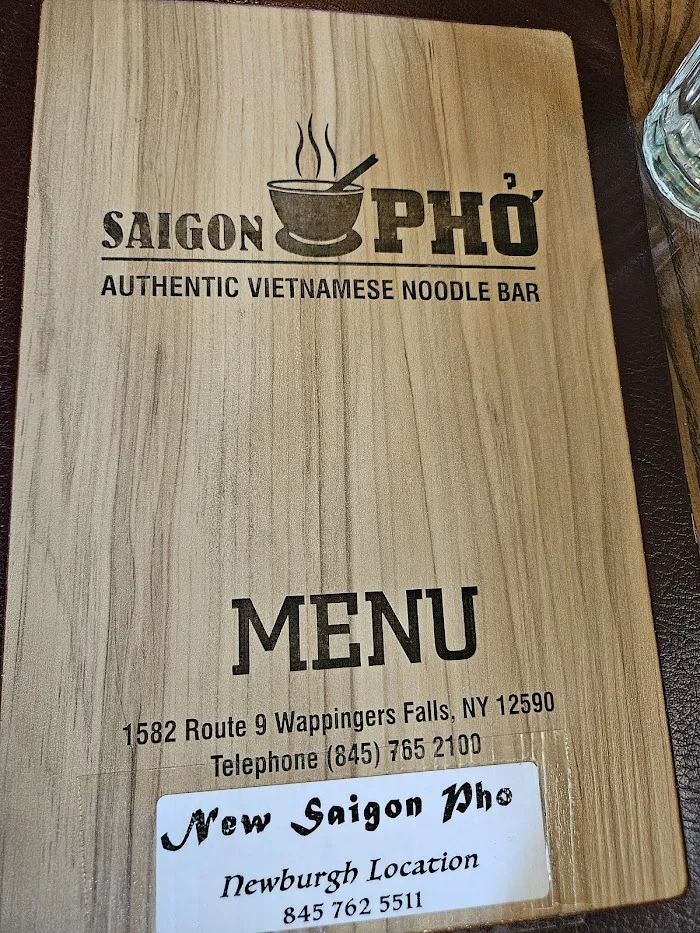 SAIGON PHỞ
AUTHENTIC VIETNAMESE NOODLE BAR
MENU
1582 Route 9 Wappingers Falls, NY 12590
Telephone (845) 765 2100
New Saigon Pho
Newburgh Location
845 762 5511